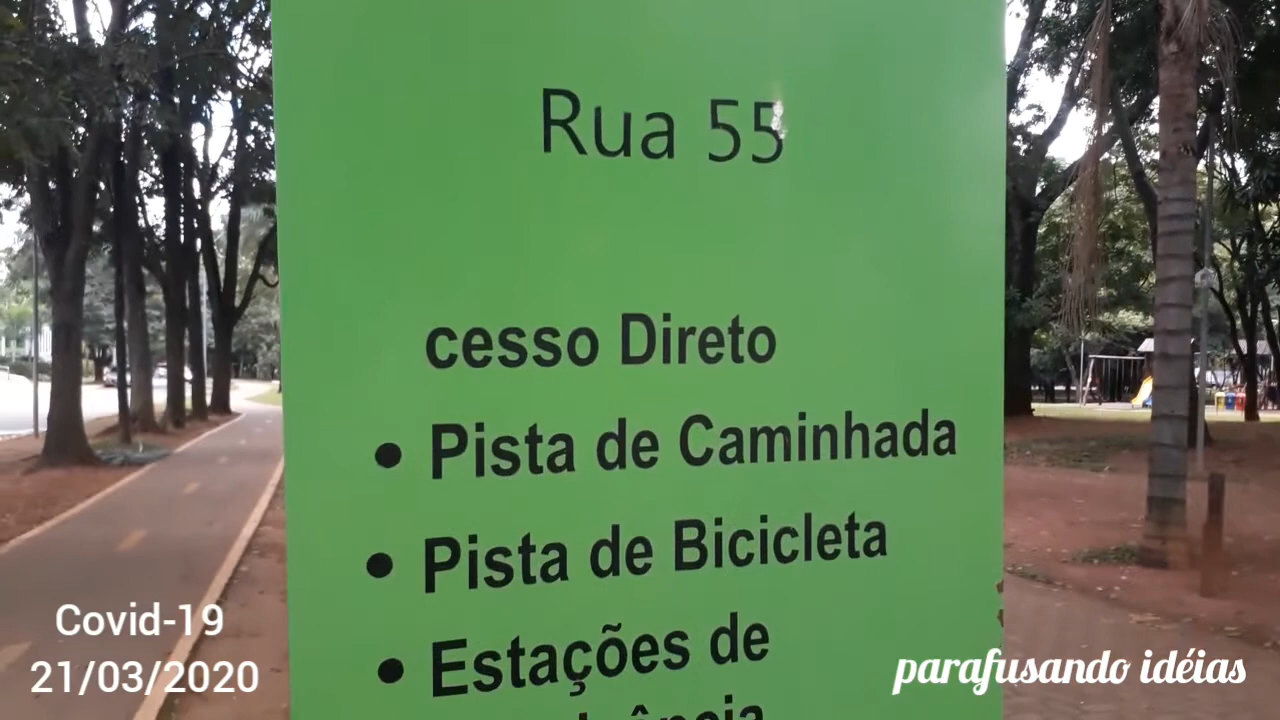 Rua 55
cesso Direto
• Pista de Caminhada
• Pista de Bicicleta
• Estações de
Covid-19
21/03/2020
parafusando idéias